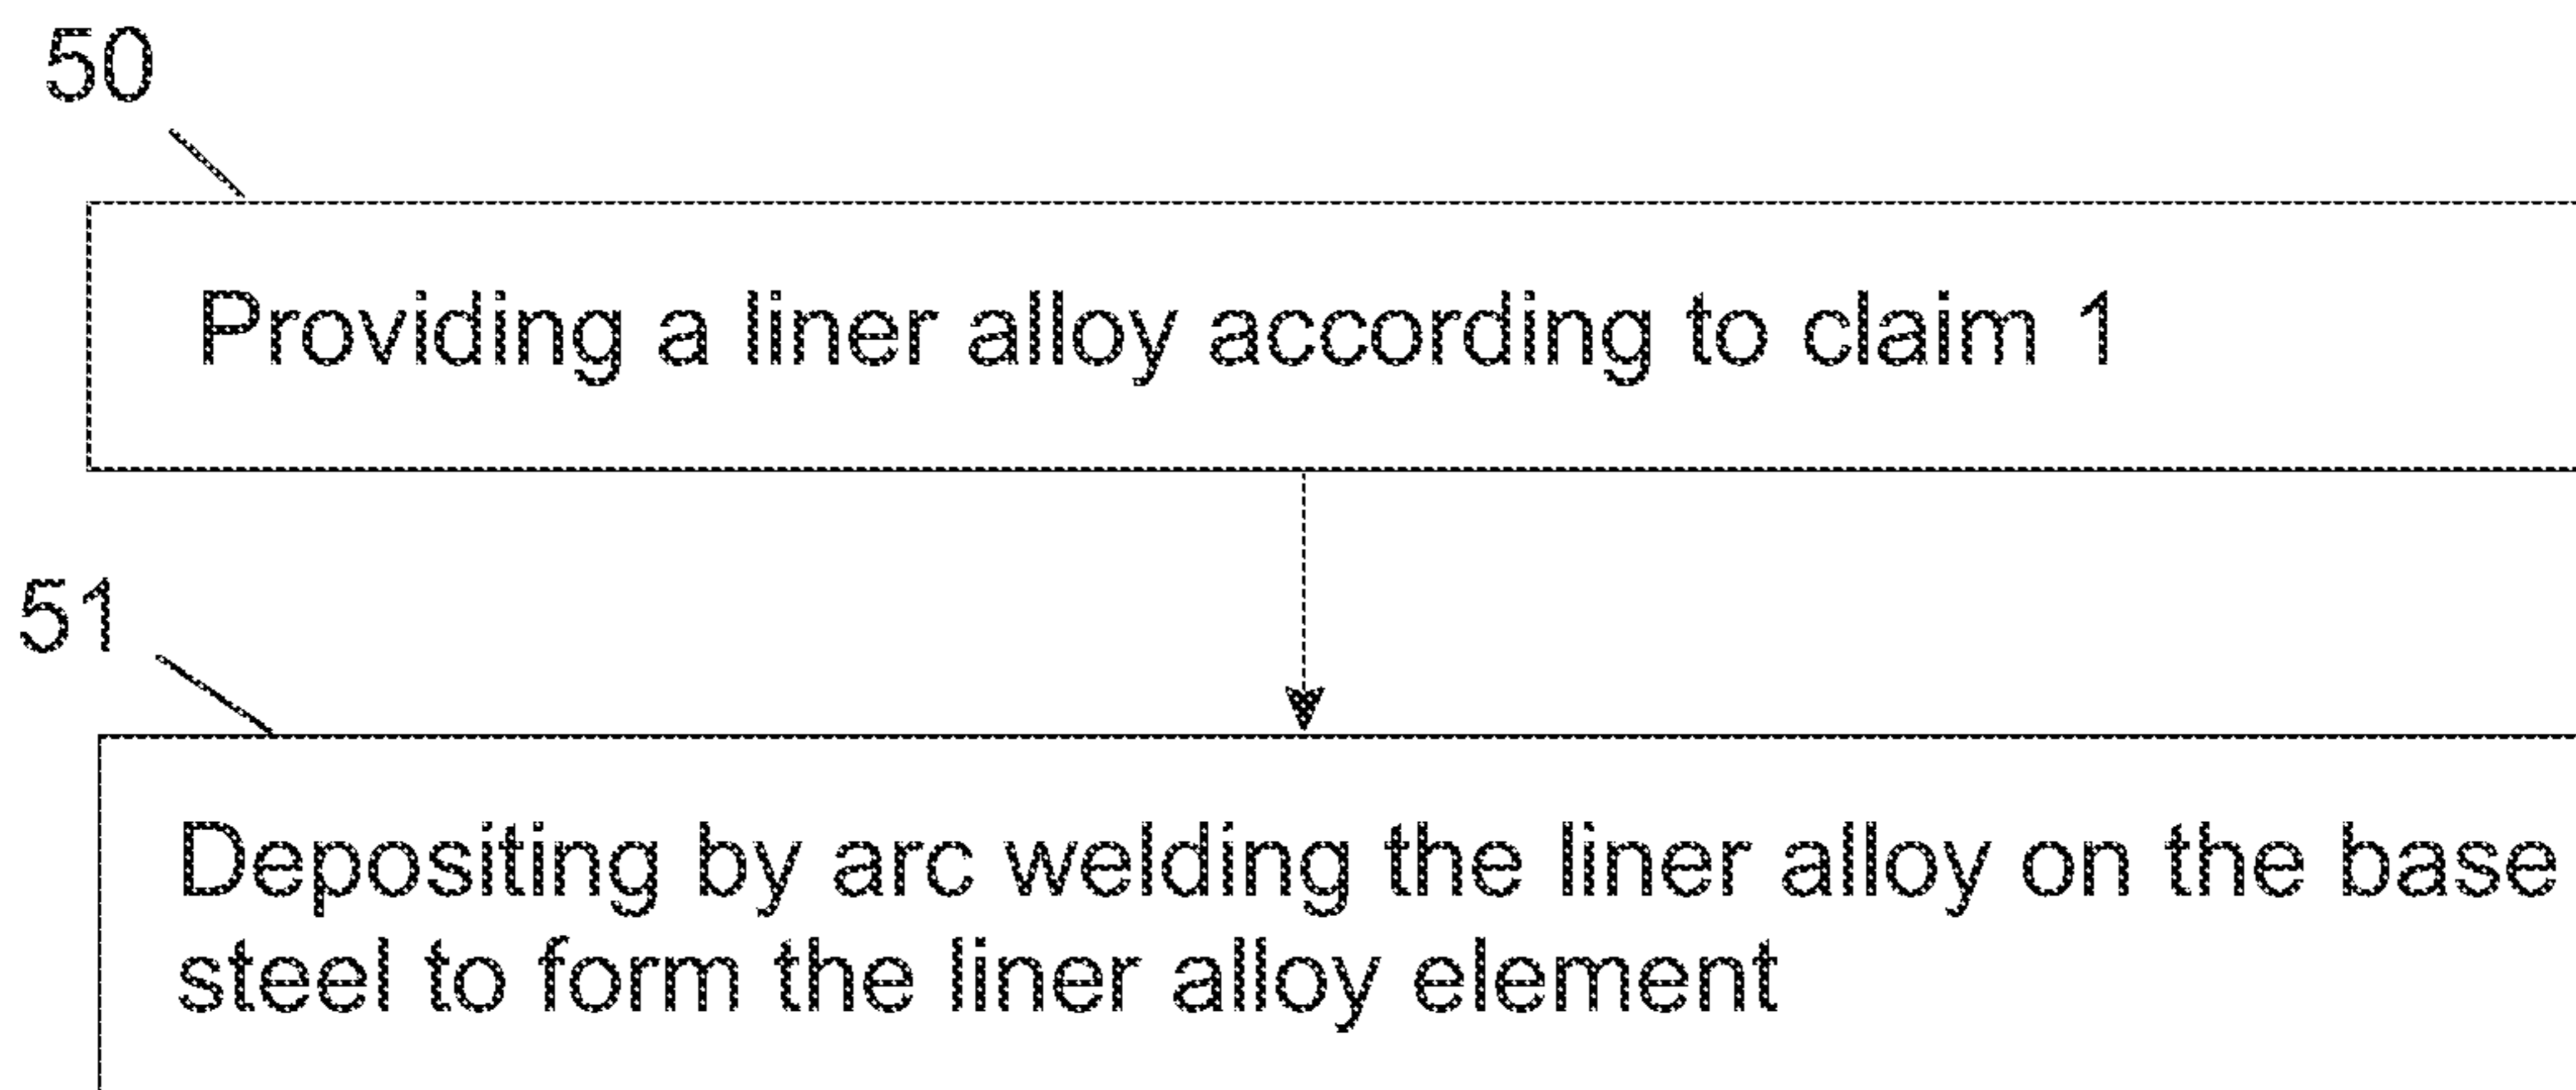 50
Providing a liner alloy according to claim 1
51
Depositing by arc welding the liner alloy on the base
steel to form the liner alloy element